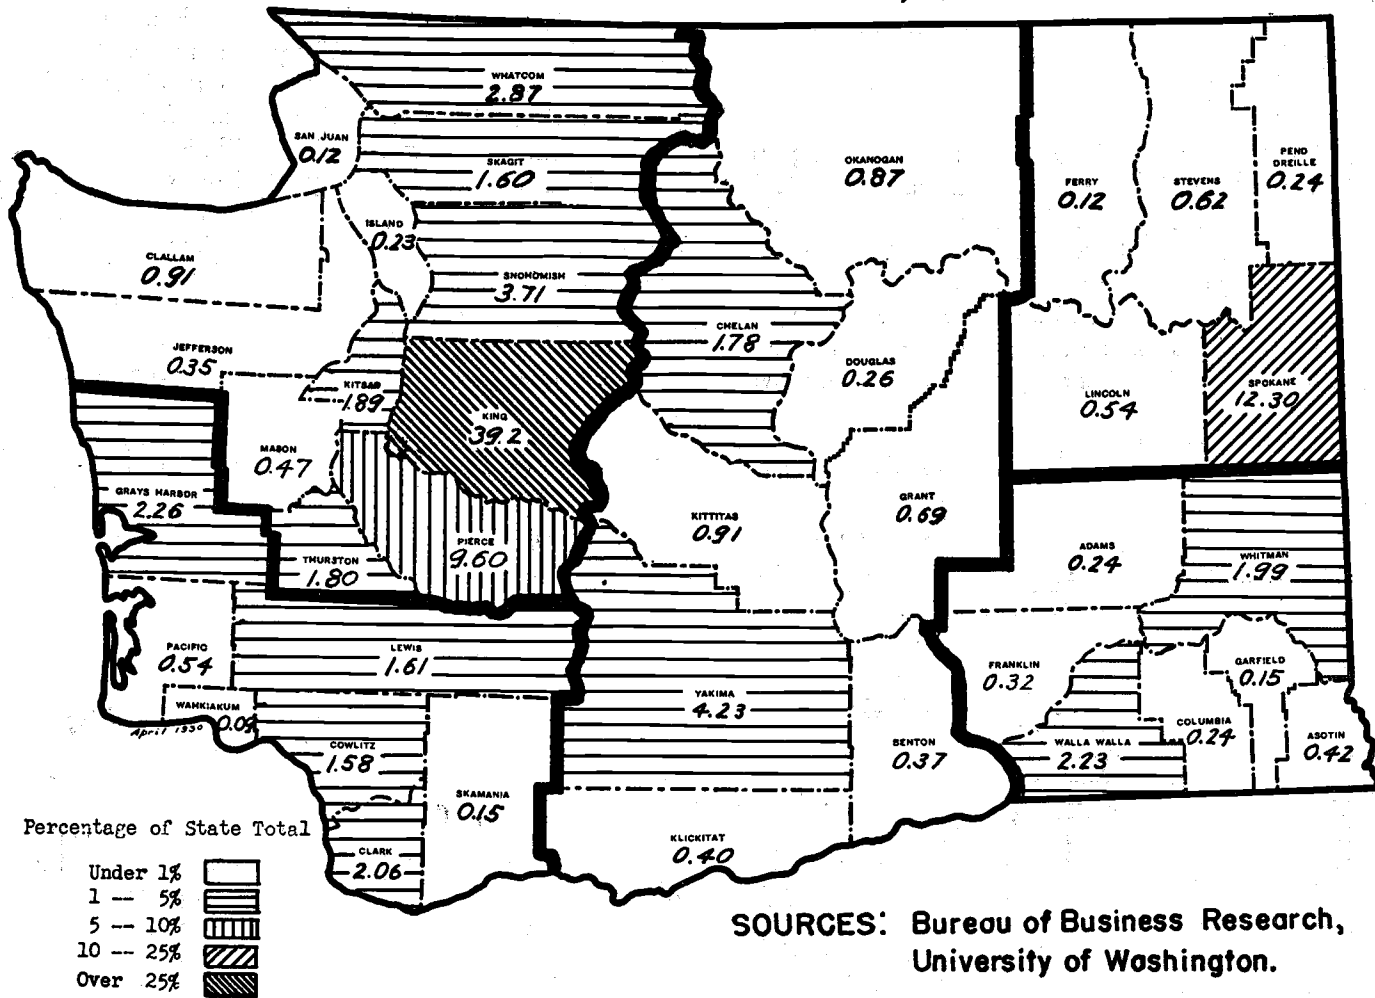 WHATCOM
2.87
SAN JUAN
0.12
SKAGIT
1.60
OKANOGAN
0.87
FERRY
0.12
STEVENS
0.62
PEND
OREILLE
0.24
ISLAND
0.23
CLALLAM
0.91
SNOHOMISH
3.71
CHELAN
1.78
JEFFERSON
0.35
KITSAP
1.89
DOUGLAS
0.26
LINCOLN
0.54
SPOKANE
12.30
KING
39.2
MASON
0.47
GRAYS HARBOR
2.26
KITTITAS
0.91
GRANT
0.69
PIERCE
9.60
THURSTON
1.80
ADAMS
0.24
WHITMAN
1.99
PACIFIC
0.54
LEWIS
1.61
FRANKLIN
0.32
GARFIELD
0.15
WAHKIAKUM
0.09
April 1950
YAKIMA
4.23
COLUMBIA
0.24
ASOTIN
0.42
COWLITZ
1.58
BENTON
0.37
WALLA WALLA
2.23
SKAMANIA
0.15
KLICKITAT
0.40
CLARK
2.06
Percentage of State Total
Under 1%
1 -- 5%
5 -- 10%
10 -- 25%
Over 25%
SOURCES: Bureau of Business Research,
University of Washington.